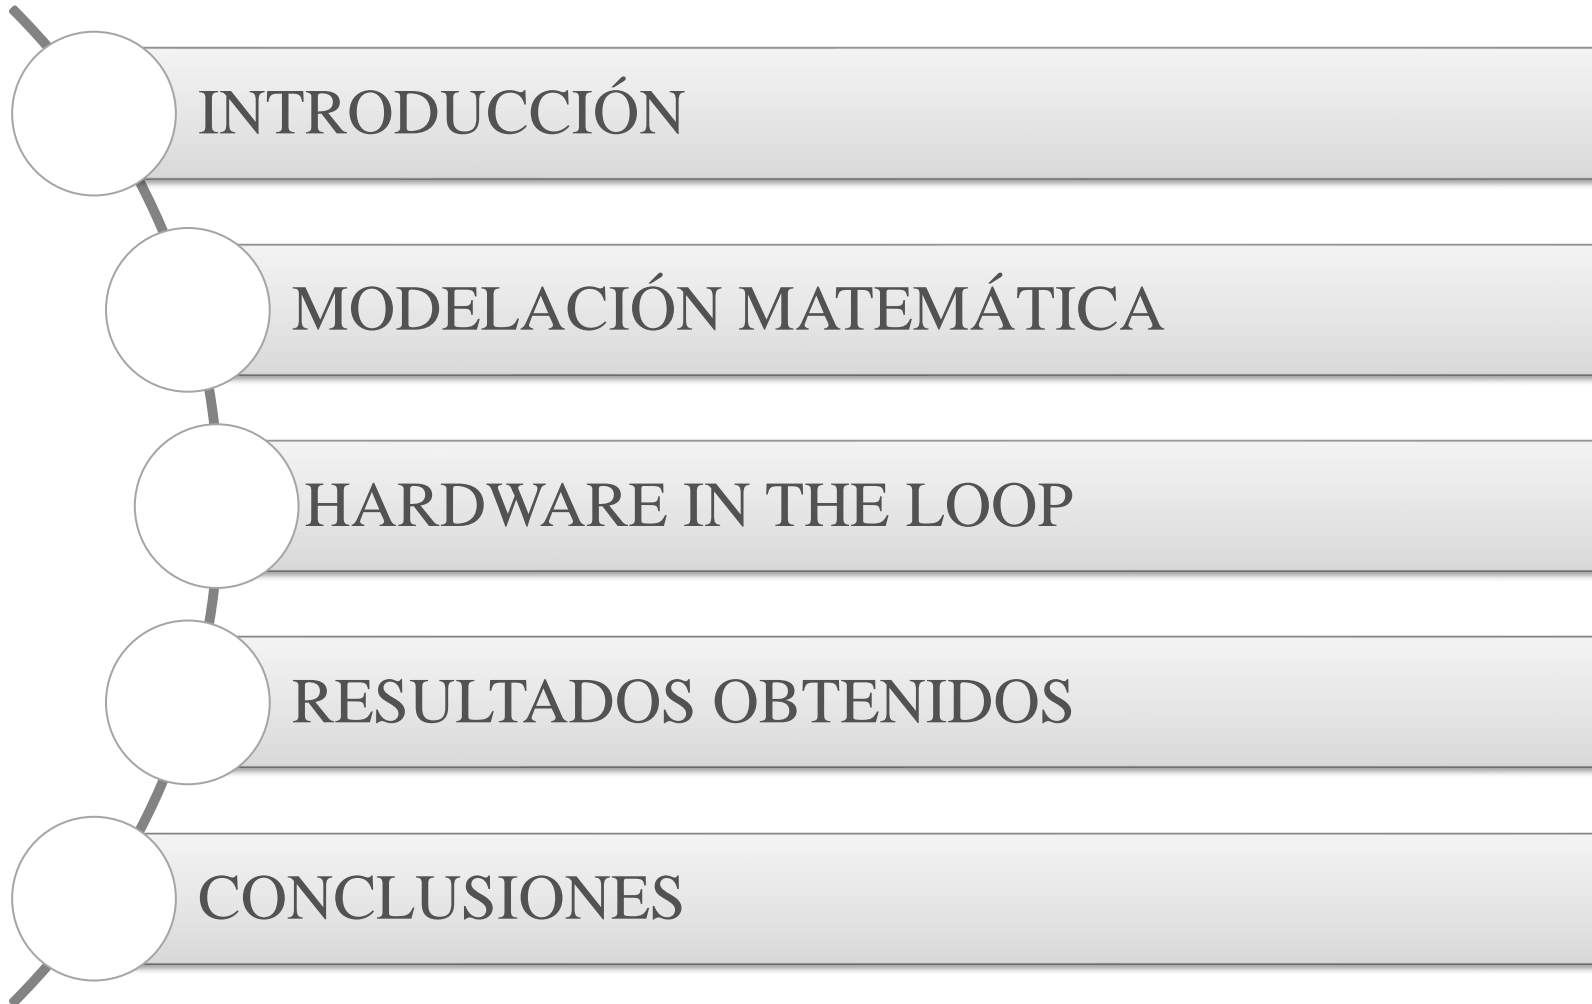 INTRODUCCIÓN
MODELACIÓN MATEMÁTICA
HARDWARE IN THE LOOP
RESULTADOS OBTENIDOS
CONCLUSIONES